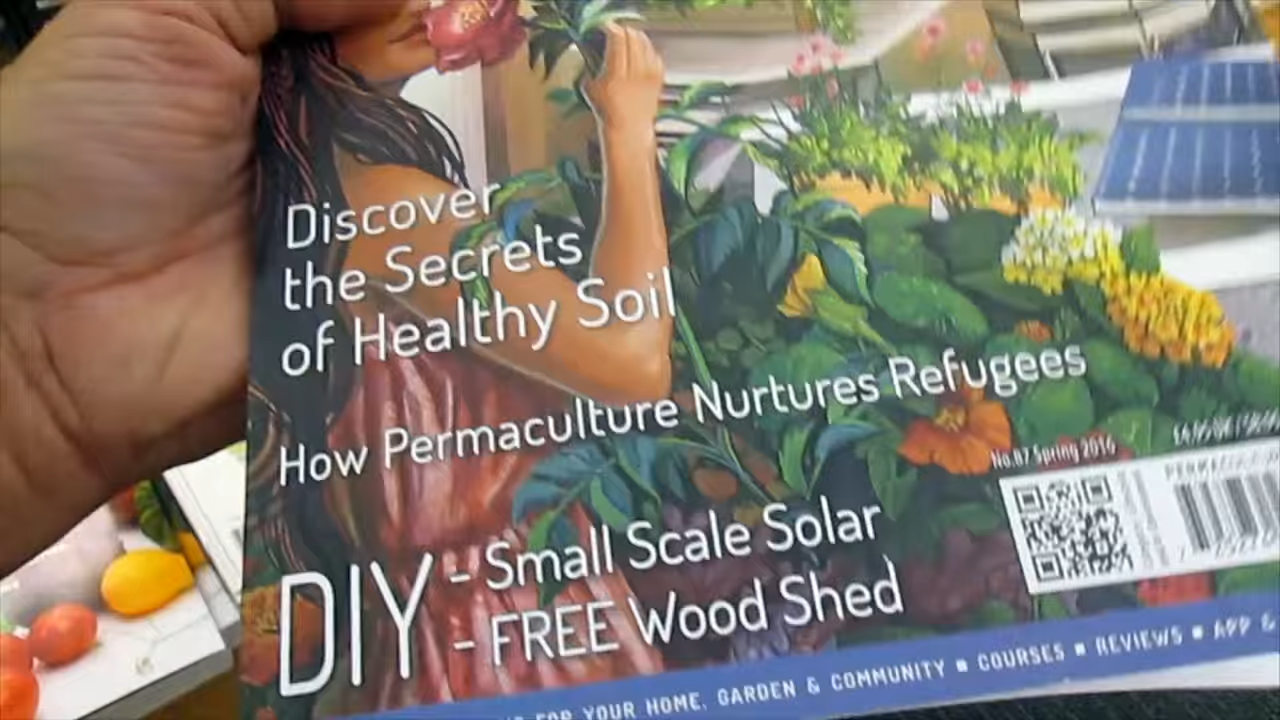 Discover
the Secrets
of Healthy Soil
How Permaculture Nurtures Refugees
No.87 Spring 2016
DIY - Small Scale Solar
- FREE Wood Shed
FOR YOUR HOME, GARDEN & COMMUNITY ■ COURSES ■ REVIEWS ■ APP &